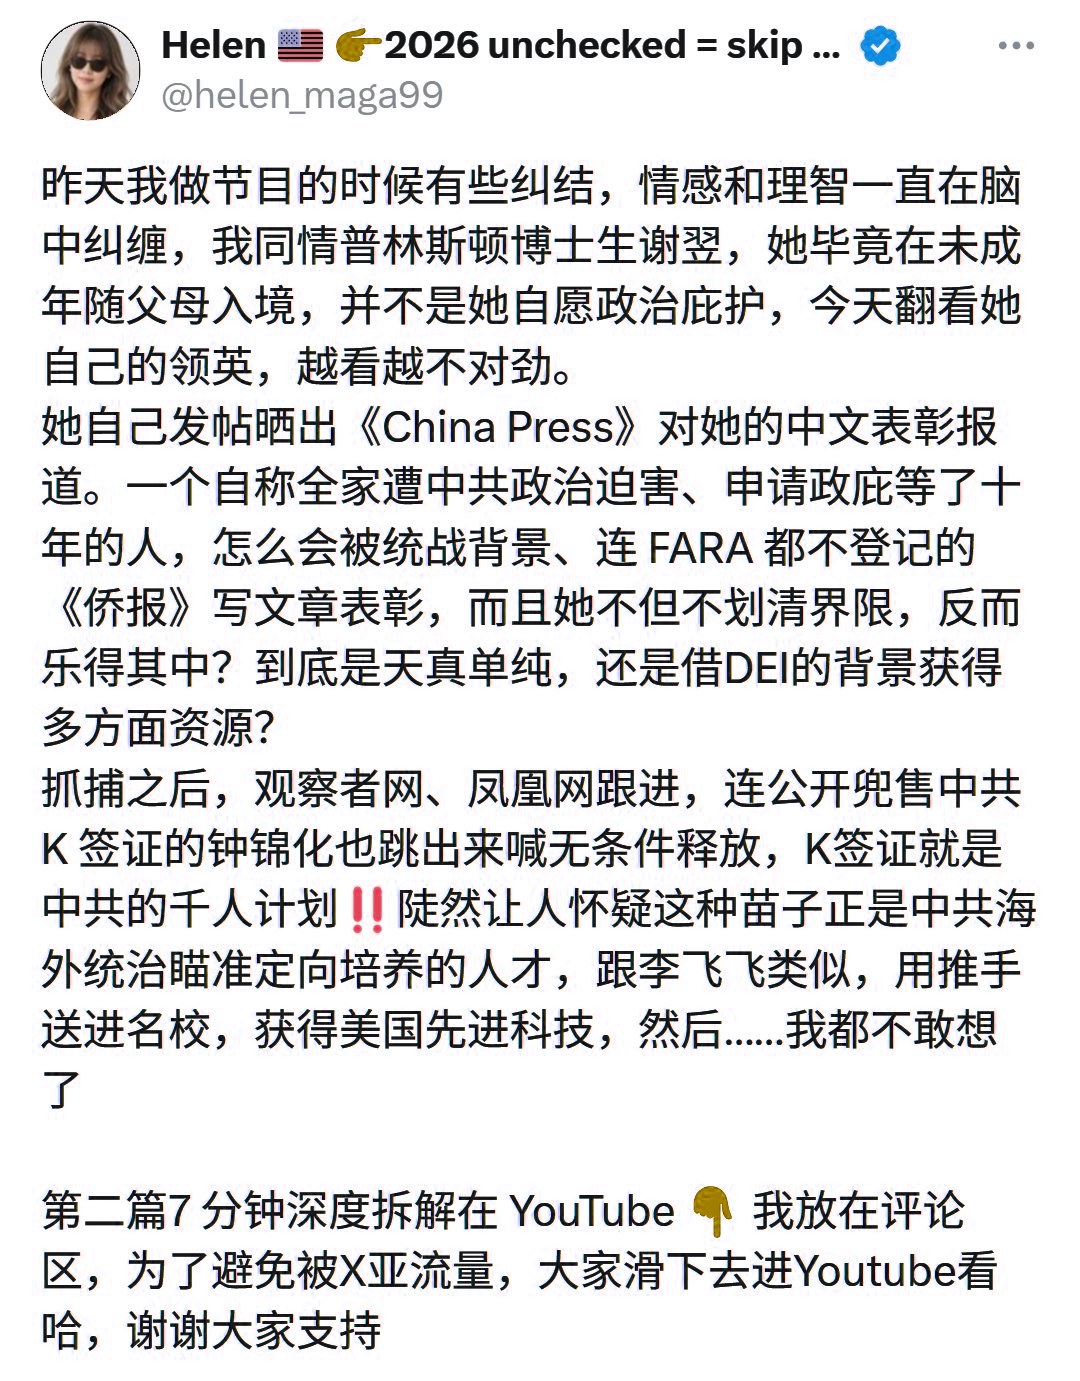 Helen 🇺🇸 👉2026 unchecked = skip ...
@helen_maga99
昨天我做节目的时候有些纠结，情感和理智一直在脑
中纠缠，我同情普林斯顿博士生谢翌，她毕竟在未成
年随父母入境，并不是她自愿政治庇护，今天翻看她
自己的领英，越看越不对劲。
她自己发帖晒出《China Press》对她的中文表彰报
道。一个自称全家遭中共政治迫害、申请政庇等了十
年的人，怎么会被统战背景、连 FARA 都不登记的
《侨报》写文章表彰，而且她不但不划清界限，反而
乐得其中？到底是天真单纯，还是借DEI的背景获得
多方面资源？
抓捕之后，观察者网、凤凰网跟进，连公开兜售中共
K 签证的钟锦化也跳出来喊无条件释放，K签证就是
中共的千人计划‼️陡然让人怀疑这种苗子正是中共海
外统治瞄准定向培养的人才，跟李飞飞类似，用推手
送进名校，获得美国先进科技，然后......我都不敢想
了
第二篇7 分钟深度拆解在 YouTube 👇 我放在评论
区，为了避免被X亚流量，大家滑下去进Youtube看
哈，谢谢大家支持